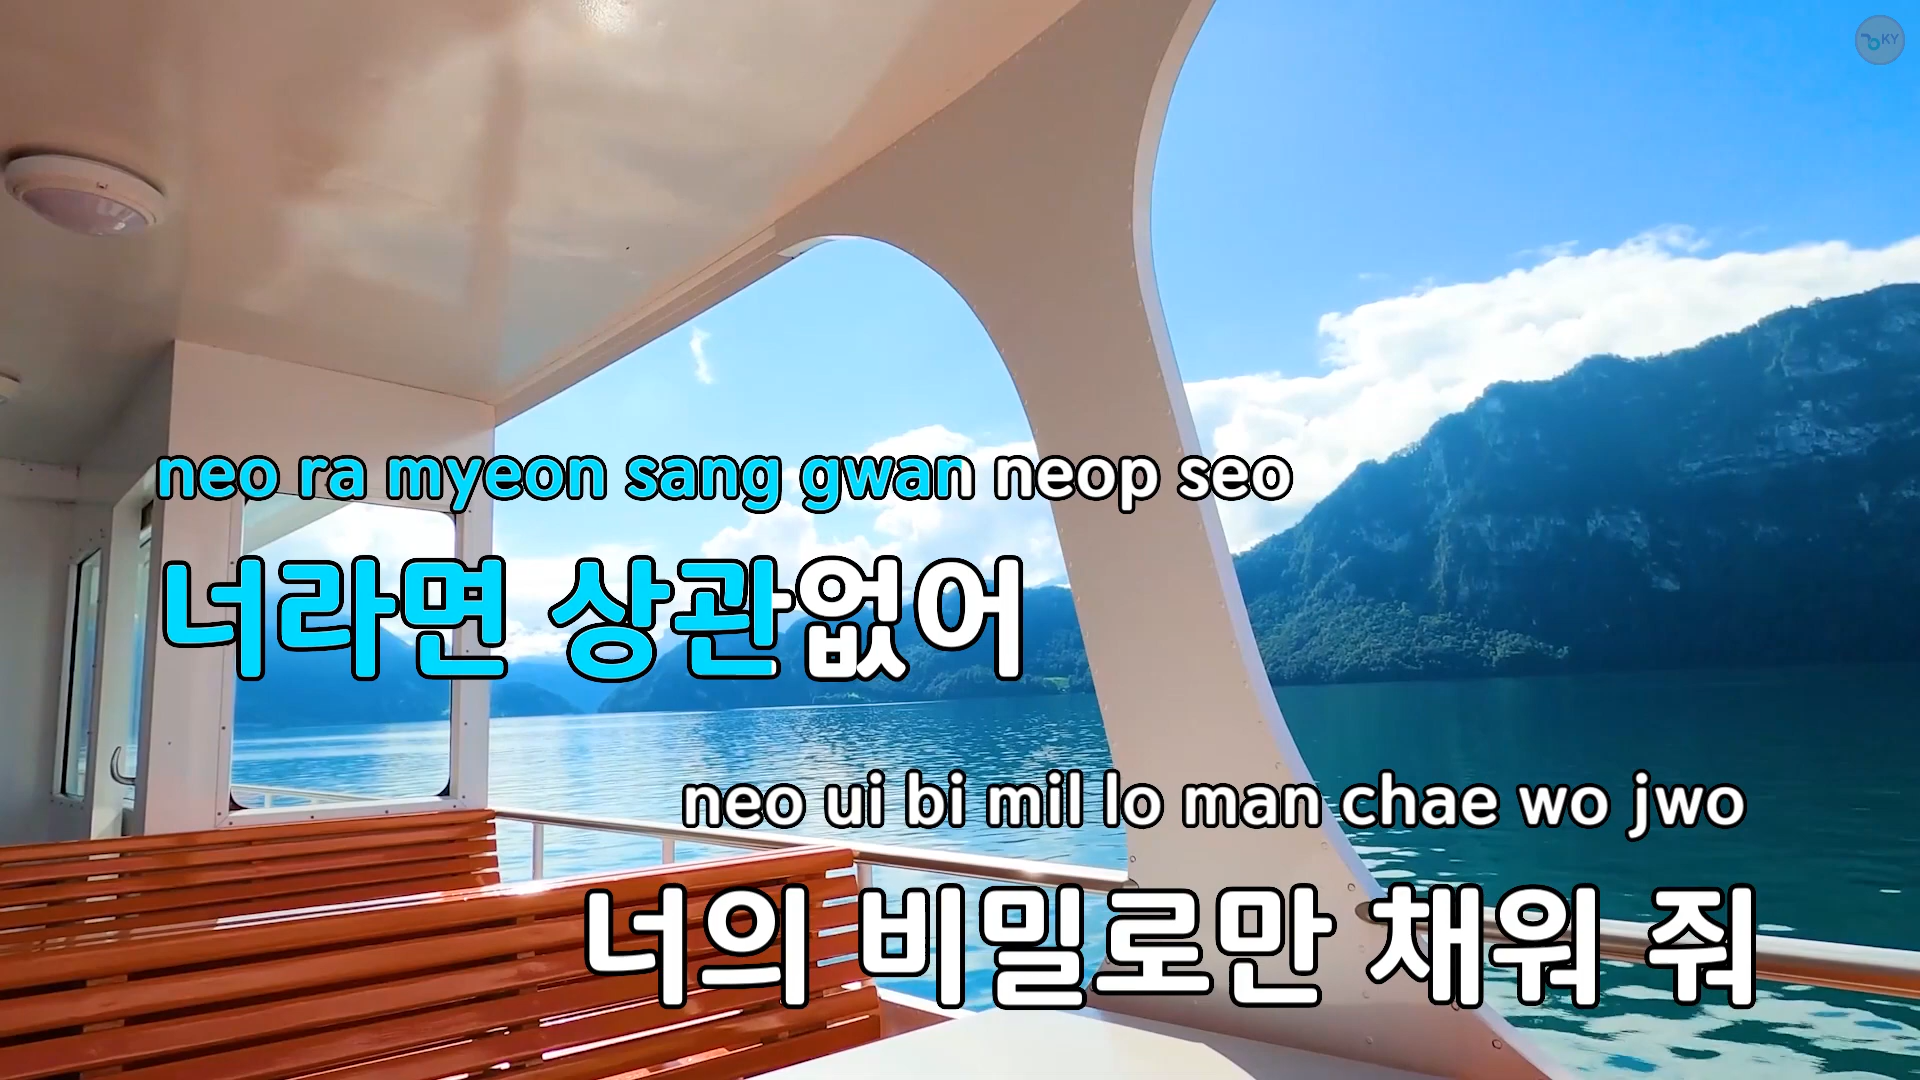 KY
neo ra myeon sang gwan neop seo
너라면 상관없어
neo ui bi mil lo man chae wo jwo
너의 비밀로만 채워 줘